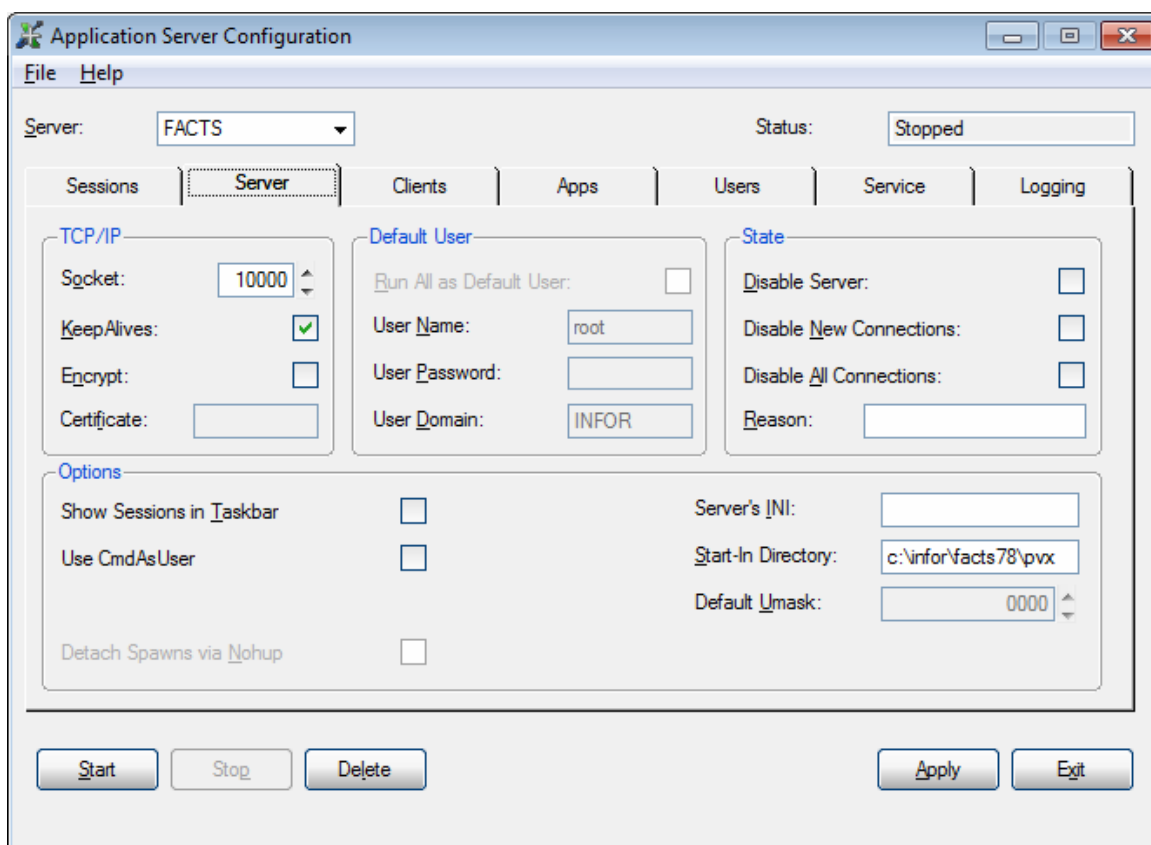 Application Server Configuration
File Help
Server: FACTS Status: Stopped
Sessions Server Clients Apps Users Service Logging
TCP/IP Default User State
Socket: 10000 Run All as Default User: Disable Server:
KeepAlives: User Name: root Disable New Connections:
Encrypt: User Password: Disable All Connections:
Certificate: User Domain: INFOR Reason:
Options
Show Sessions in Taskbar Server's INI:
Use CmdAsUser Start-In Directory: c:\infor\facts78\pvx
Default Umask: 0000
Detach Spawns via Nohup
Start Stop Delete Apply Exit